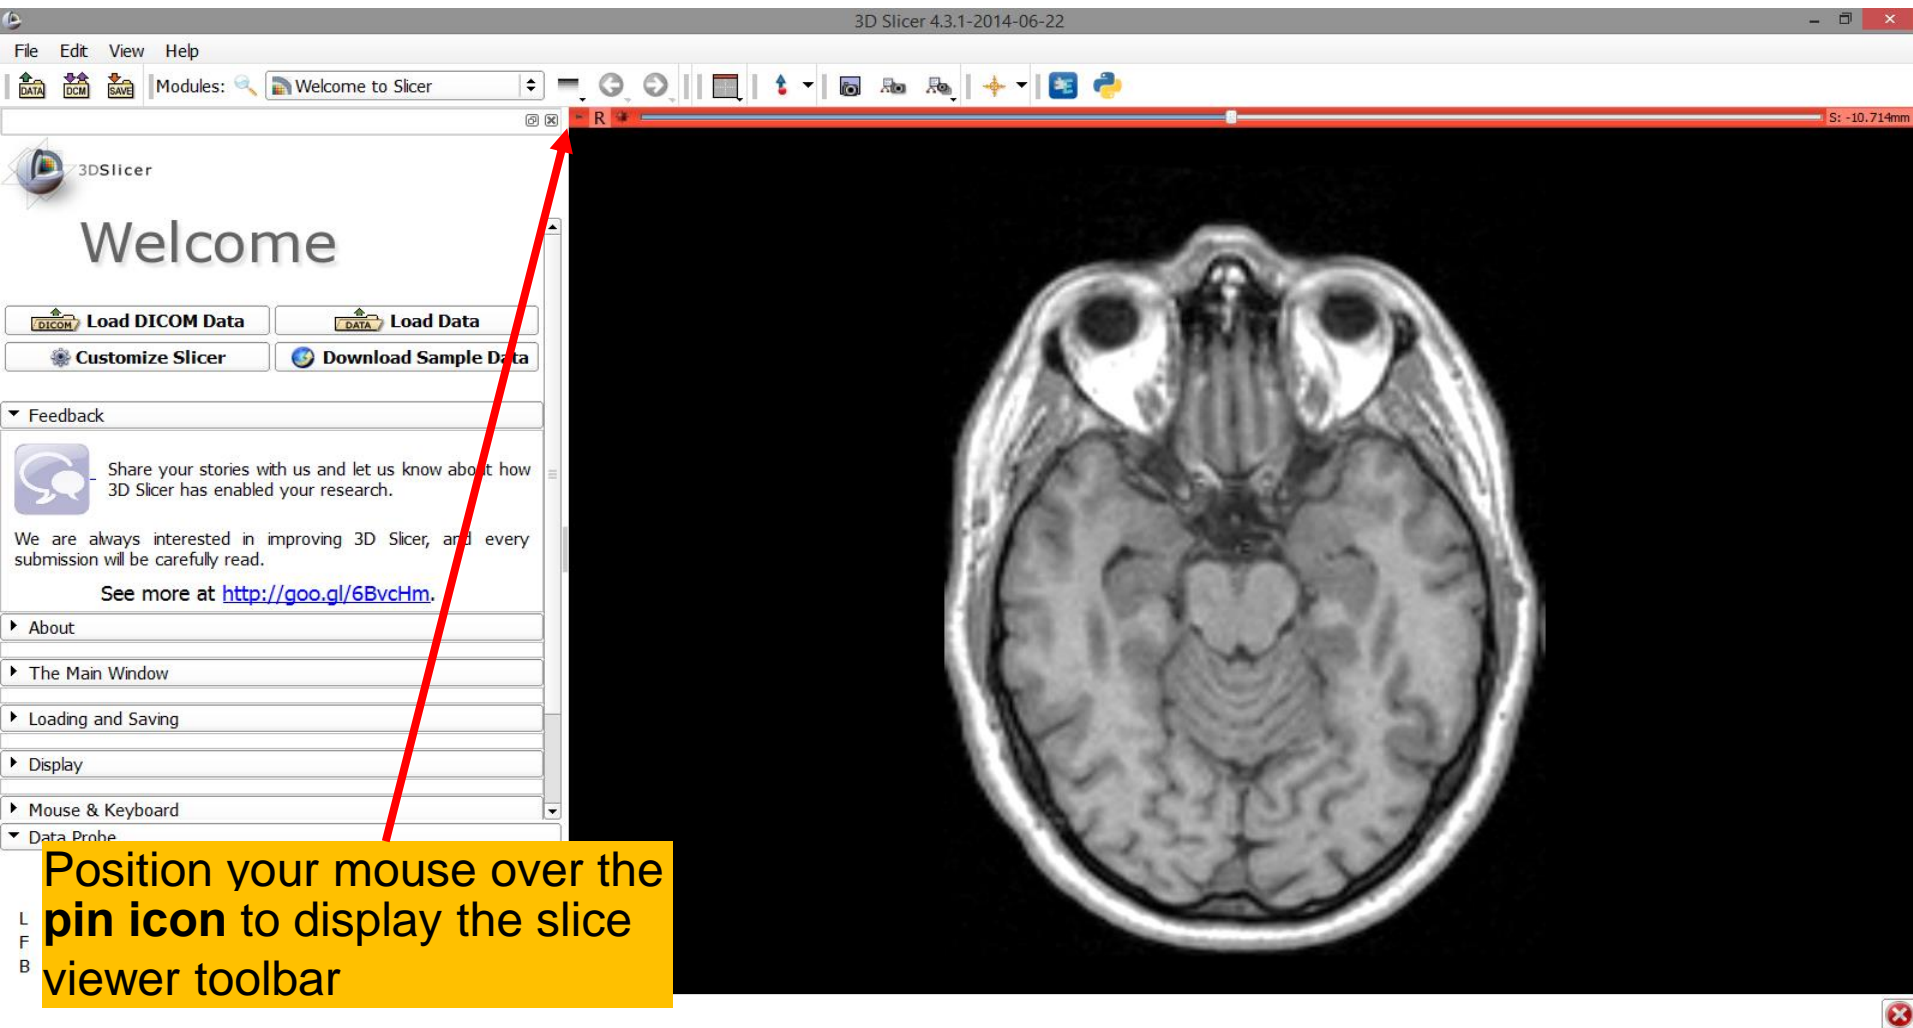 3D Slicer 4.3.1-2014-06-22
File Edit View Help
DATA DCM SAVE Modules: Welcome to Slicer
R S: -10.714mm
3DSlicer
Welcome
DICOM Load DICOM Data DATA Load Data
Customize Slicer Download Sample Data
Feedback
Share your stories with us and let us know about how
3D Slicer has enabled your research.
We are always interested in improving 3D Slicer, and every
submission will be carefully read.
See more at http://goo.gl/6BvcHm.
About
The Main Window
Loading and Saving
Display
Mouse & Keyboard
Data Probe
Position your mouse over the
pin icon to display the slice
viewer toolbar
L
F
B